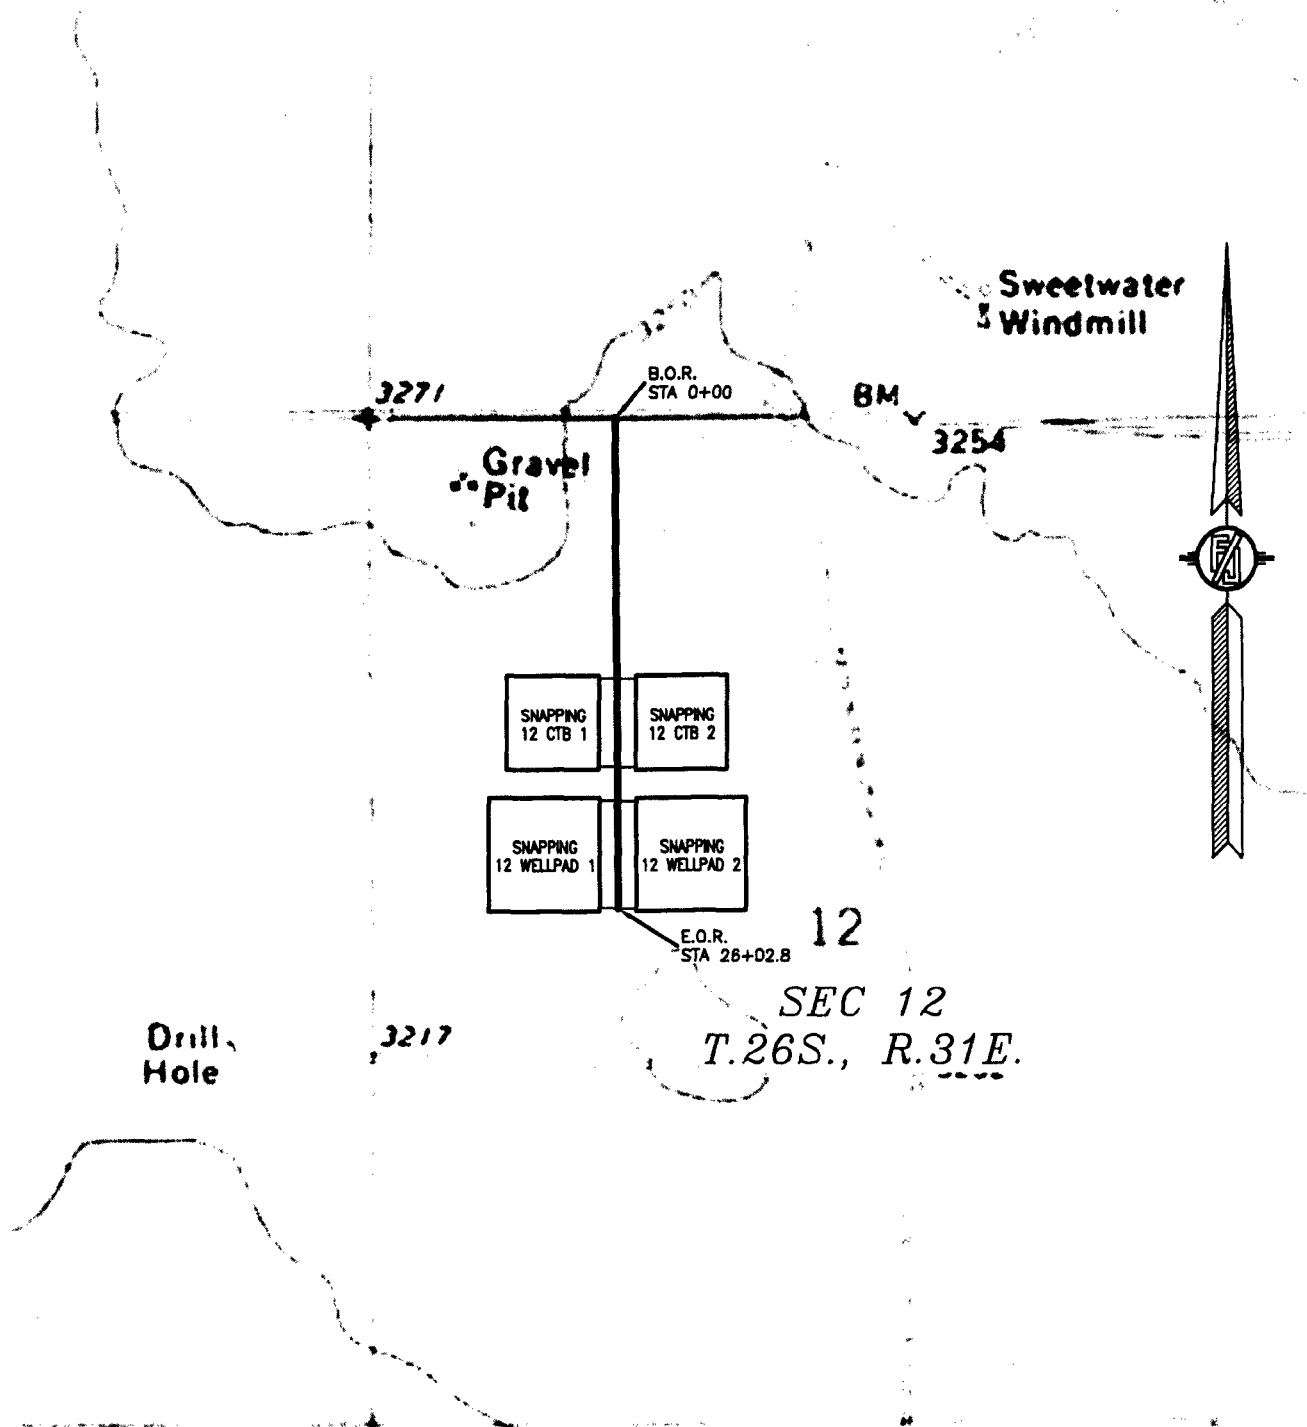 Sweetwater
Windmill
3271
B.O.R.
STA 0+00
BM
3254
Gravel
Pit
SNAPPING
12 CTB 1
SNAPPING
12 CTB 2
SNAPPING
12 WELLPAD 1
SNAPPING
12 WELLPAD 2
E.O.R.
STA 26+02.8
12
SEC 12
T.26S., R.31E.
Drill
Hole
3217